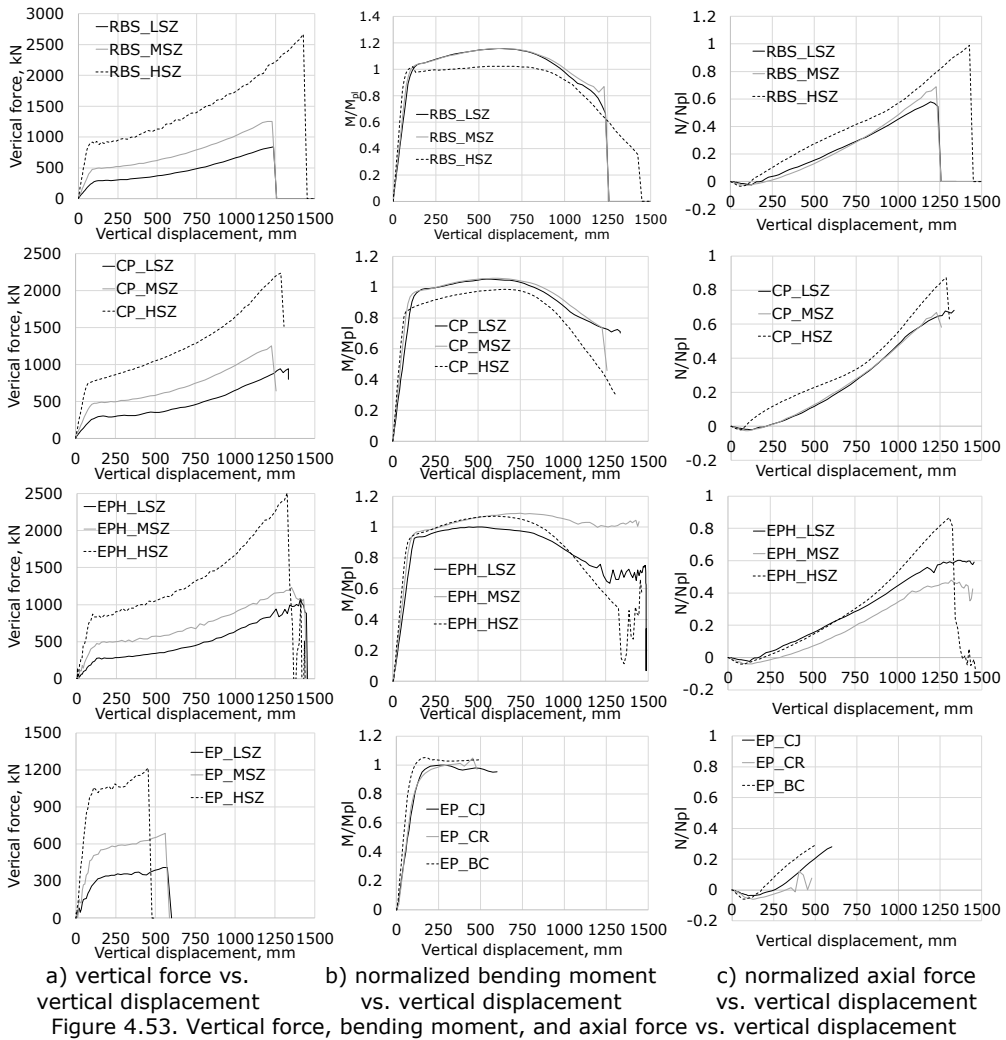 3000
2500
2000
1500
1000
500
0
Verical force, kN
RBS_LSZ
RBS_MSZ
RBS_HSZ
0 250 500 750 1000 1250 1500
Vertical displacement, mm
1.4
1.2
1
0.8
0.6
0.4
0.2
0
M/Mpl
RBS_LSZ
RBS_MSZ
RBS_HSZ
0 250 500 750 1000 1250 1500
Vertical displacement, mm
1
0.8
0.6
0.4
0.2
0
-0.2
N/Npl
RBS_LSZ
RBS_MSZ
RBS_HSZ
0 250 500 750 1000 1250 1500
Vertical displacement, mm
2500
2000
1500
1000
500
0
Verical force, kN
CP_LSZ
CP_MSZ
CP_HSZ
0 250 500 750 1000 1250 1500
Vertical displacement, mm
1.2
1
0.8
0.6
0.4
0.2
0
M/Mpl
CP_LSZ
CP_MSZ
CP_HSZ
0 250 500 750 1000 1250 1500
Vertical displacement, mm
1
0.8
0.6
0.4
0.2
0
-0.2
N/Npl
CP_LSZ
CP_MSZ
CP_HSZ
0 250 500 750 1000 1250 1500
Vertical displacement, mm
2500
2000
1500
1000
500
0
Verical force, kN
EPH_LSZ
EPH_MSZ
EPH_HSZ
0 250 500 750 1000 1250 1500
Vertical displacement, mm
1.2
1
0.8
0.6
0.4
0.2
0
M/Mpl
EPH_LSZ
EPH_MSZ
EPH_HSZ
0 250 500 750 1000 1250 1500
Vertical displacement, mm
1
0.8
0.6
0.4
0.2
0
-0.2
N/Npl
EPH_LSZ
EPH_MSZ
EPH_HSZ
0 250 500 750 1000 1250 1500
Vertical displacement, mm
1500
1200
900
600
300
0
Verical force, kN
EP_LSZ
EP_MSZ
EP_HSZ
0 250 500 750 1000 1250 1500
Vertical displacement, mm
1.2
1
0.8
0.6
0.4
0.2
0
M/Mpl
EP_CJ
EP_CR
EP_BC
0 250 500 750 1000 1250 1500
Vertical displacement, mm
1
0.8
0.6
0.4
0.2
0
-0.2
N/Npl
EP_CJ
EP_CR
EP_BC
0 250 500 750 1000 1250 1500
Vertical displacement, mm
a) vertical force vs.
vertical displacement
b) normalized bending moment
vs. vertical displacement
c) normalized axial force
vs. vertical displacement
Figure 4.53. Vertical force, bending moment, and axial force vs. vertical displacement